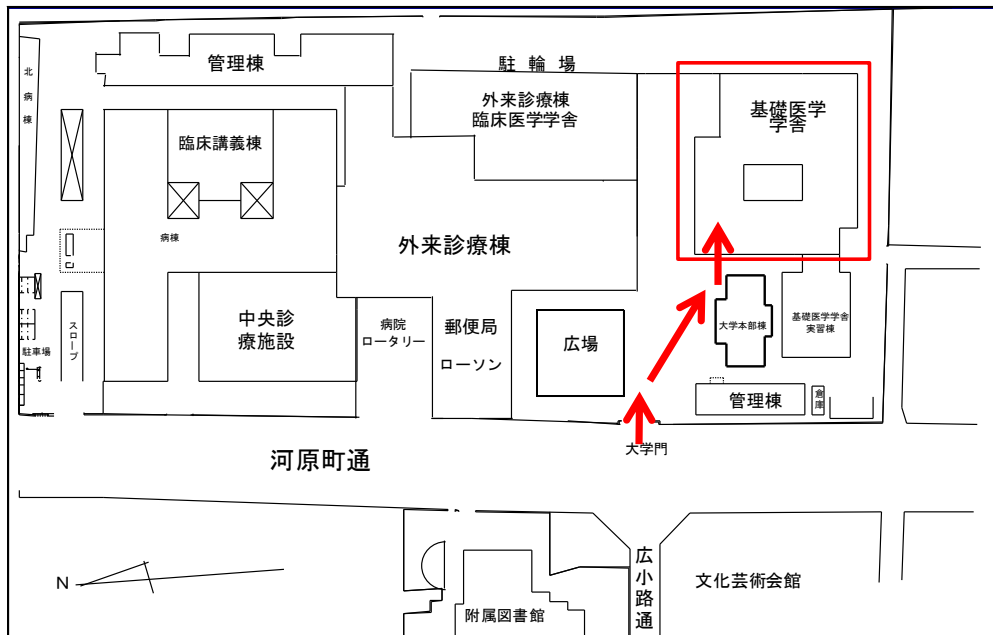 管理棟
駐輪場
北病棟
外来診療棟
臨床医学学舎
基礎医学
学舎
臨床講義棟
病棟
外来診療棟
中央診
療施設
病院
ロータリー
郵便局
ローソン
広場
大学本部棟
基礎医学学舎
実習棟
スロープ
駐車場
管理棟
倉庫
大学門
河原町通
N
広小路通
文化芸術会館
附属図書館